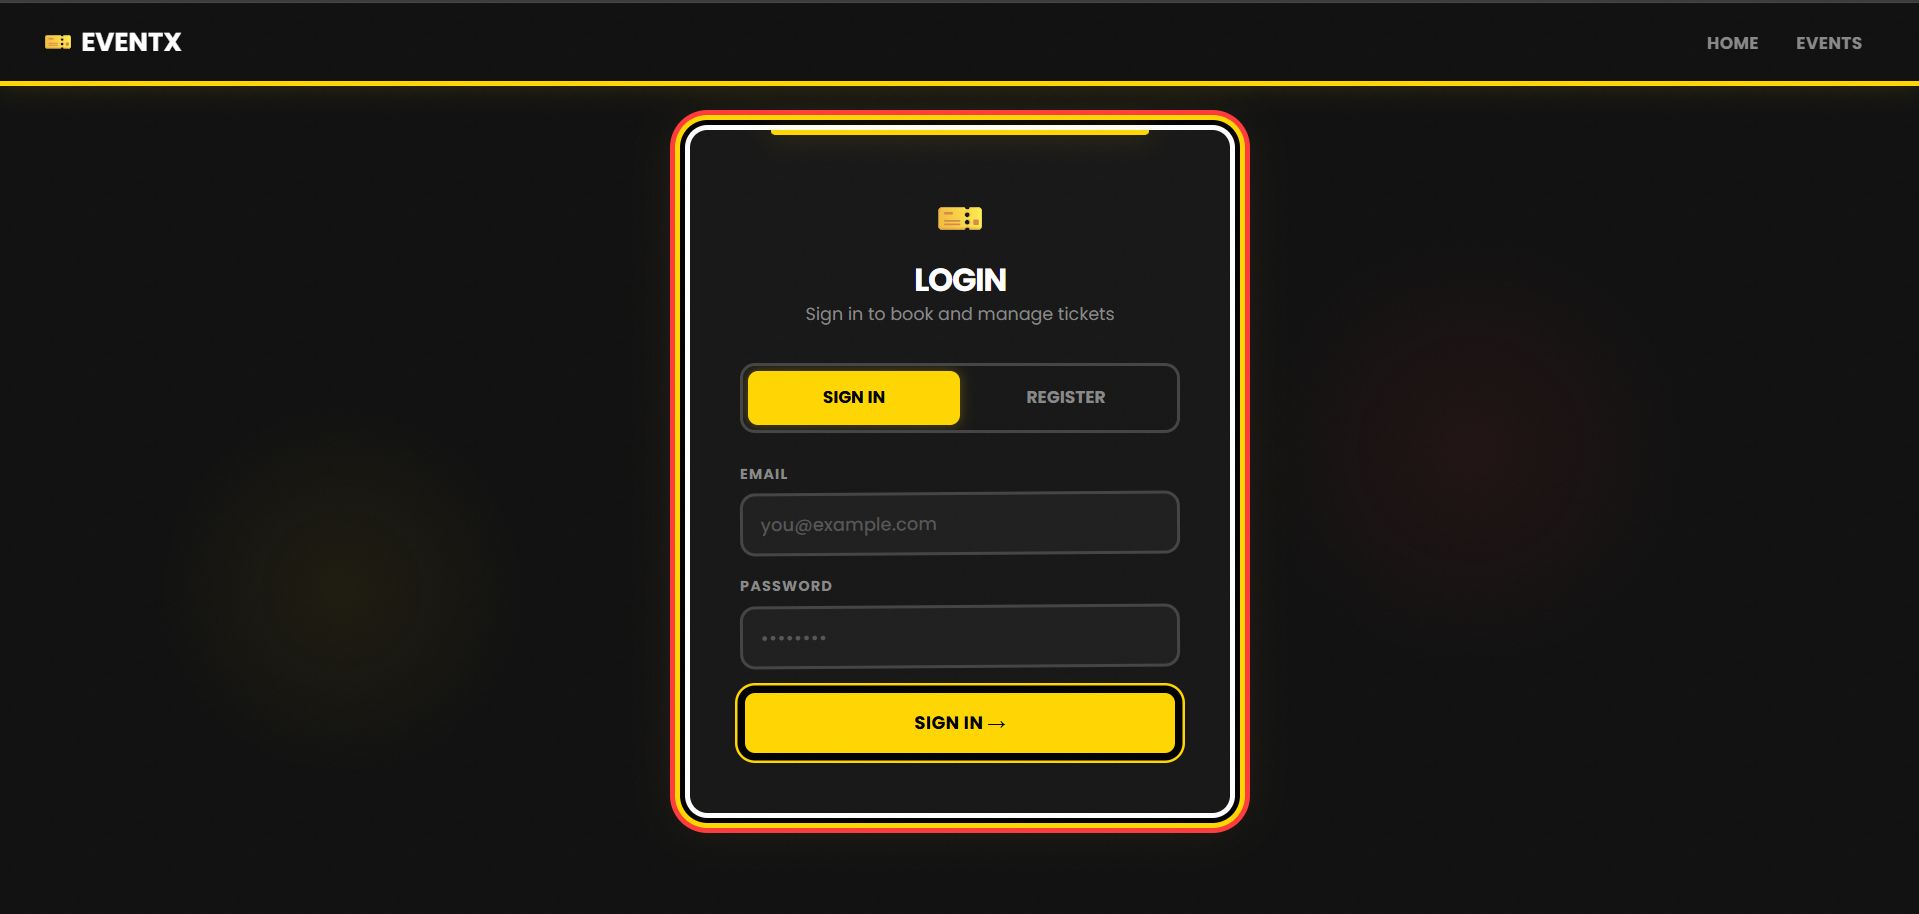 EVENTX
HOME EVENTS
LOGIN
Sign in to book and manage tickets
SIGN IN REGISTER
EMAIL
you@example.com
PASSWORD
••••••••
SIGN IN →